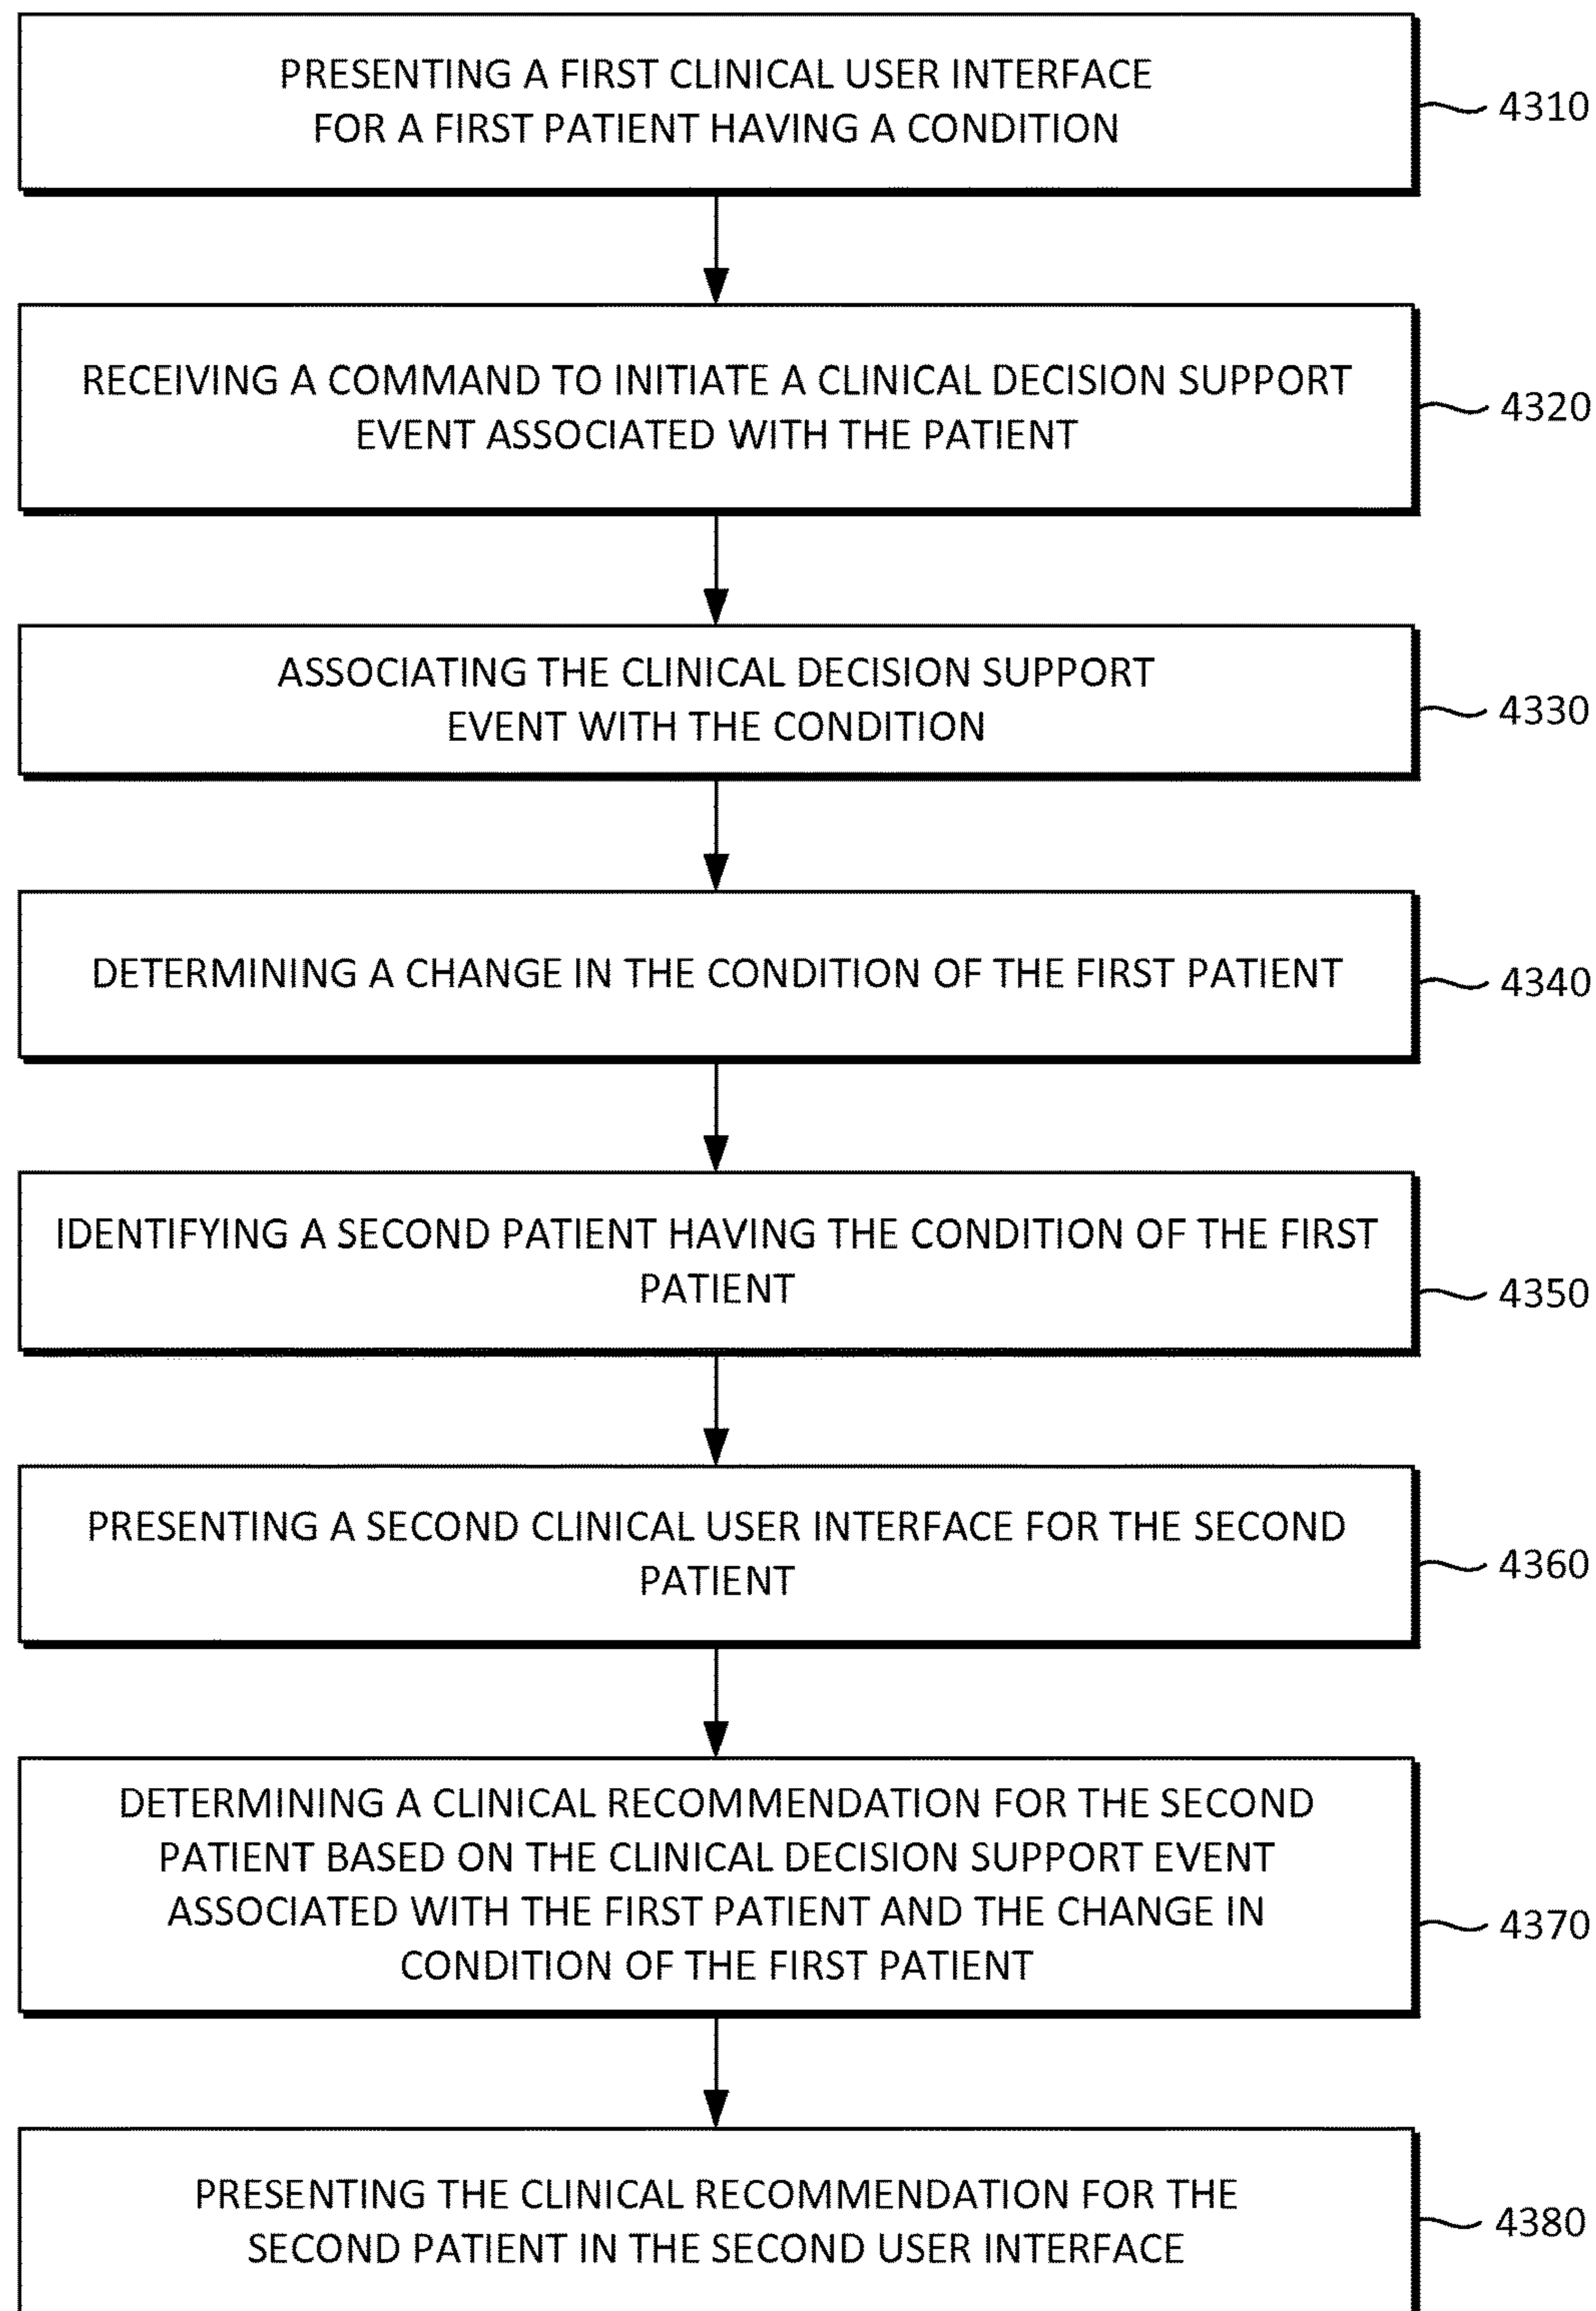 PRESENTING A FIRST CLINICAL USER INTERFACE
FOR A FIRST PATIENT HAVING A CONDITION
4310
RECEIVING A COMMAND TO INITIATE A CLINICAL DECISION SUPPORT
EVENT ASSOCIATED WITH THE PATIENT
4320
ASSOCIATING THE CLINICAL DECISION SUPPORT
EVENT WITH THE CONDITION
4330
DETERMINING A CHANGE IN THE CONDITION OF THE FIRST PATIENT
4340
IDENTIFYING A SECOND PATIENT HAVING THE CONDITION OF THE FIRST
PATIENT
4350
PRESENTING A SECOND CLINICAL USER INTERFACE FOR THE SECOND
PATIENT
4360
DETERMINING A CLINICAL RECOMMENDATION FOR THE SECOND
PATIENT BASED ON THE CLINICAL DECISION SUPPORT EVENT
ASSOCIATED WITH THE FIRST PATIENT AND THE CHANGE IN
CONDITION OF THE FIRST PATIENT
4370
PRESENTING THE CLINICAL RECOMMENDATION FOR THE
SECOND PATIENT IN THE SECOND USER INTERFACE
4380